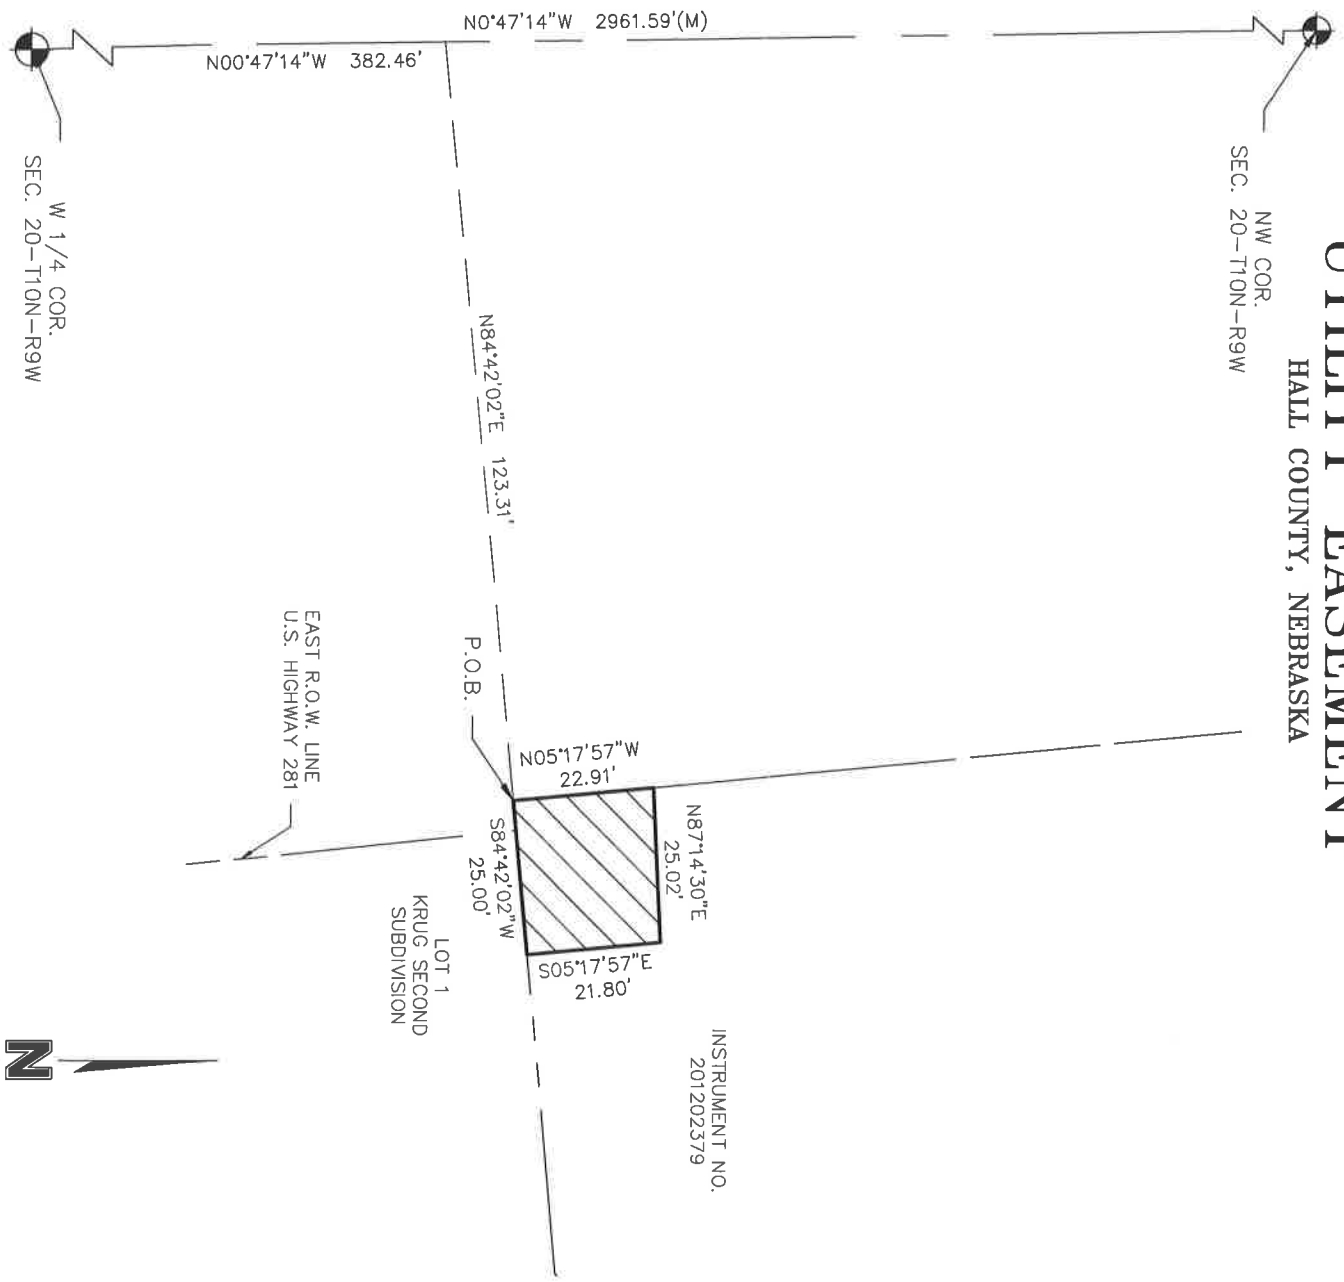 UTILITY EASEMENT
HALL COUNTY, NEBRASKA
NW COR.
SEC. 20-T10N-R9W
N0°47'14"W 2961.59'(M)
N00°47'14"W 382.46'
W 1/4 COR.
SEC. 20-T10N-R9W
N84°42'02"E 123.31'
P.O.B.
EAST R.O.W. LINE
U.S. HIGHWAY 281
N05°17'57"W
22.91'
N87°14'30"E
25.02'
S84°42'02"W
25.00'
S05°17'57"E
21.80'
LOT 1
KRUG SECOND
SUBDIVISION
INSTRUMENT NO.
201202379
N